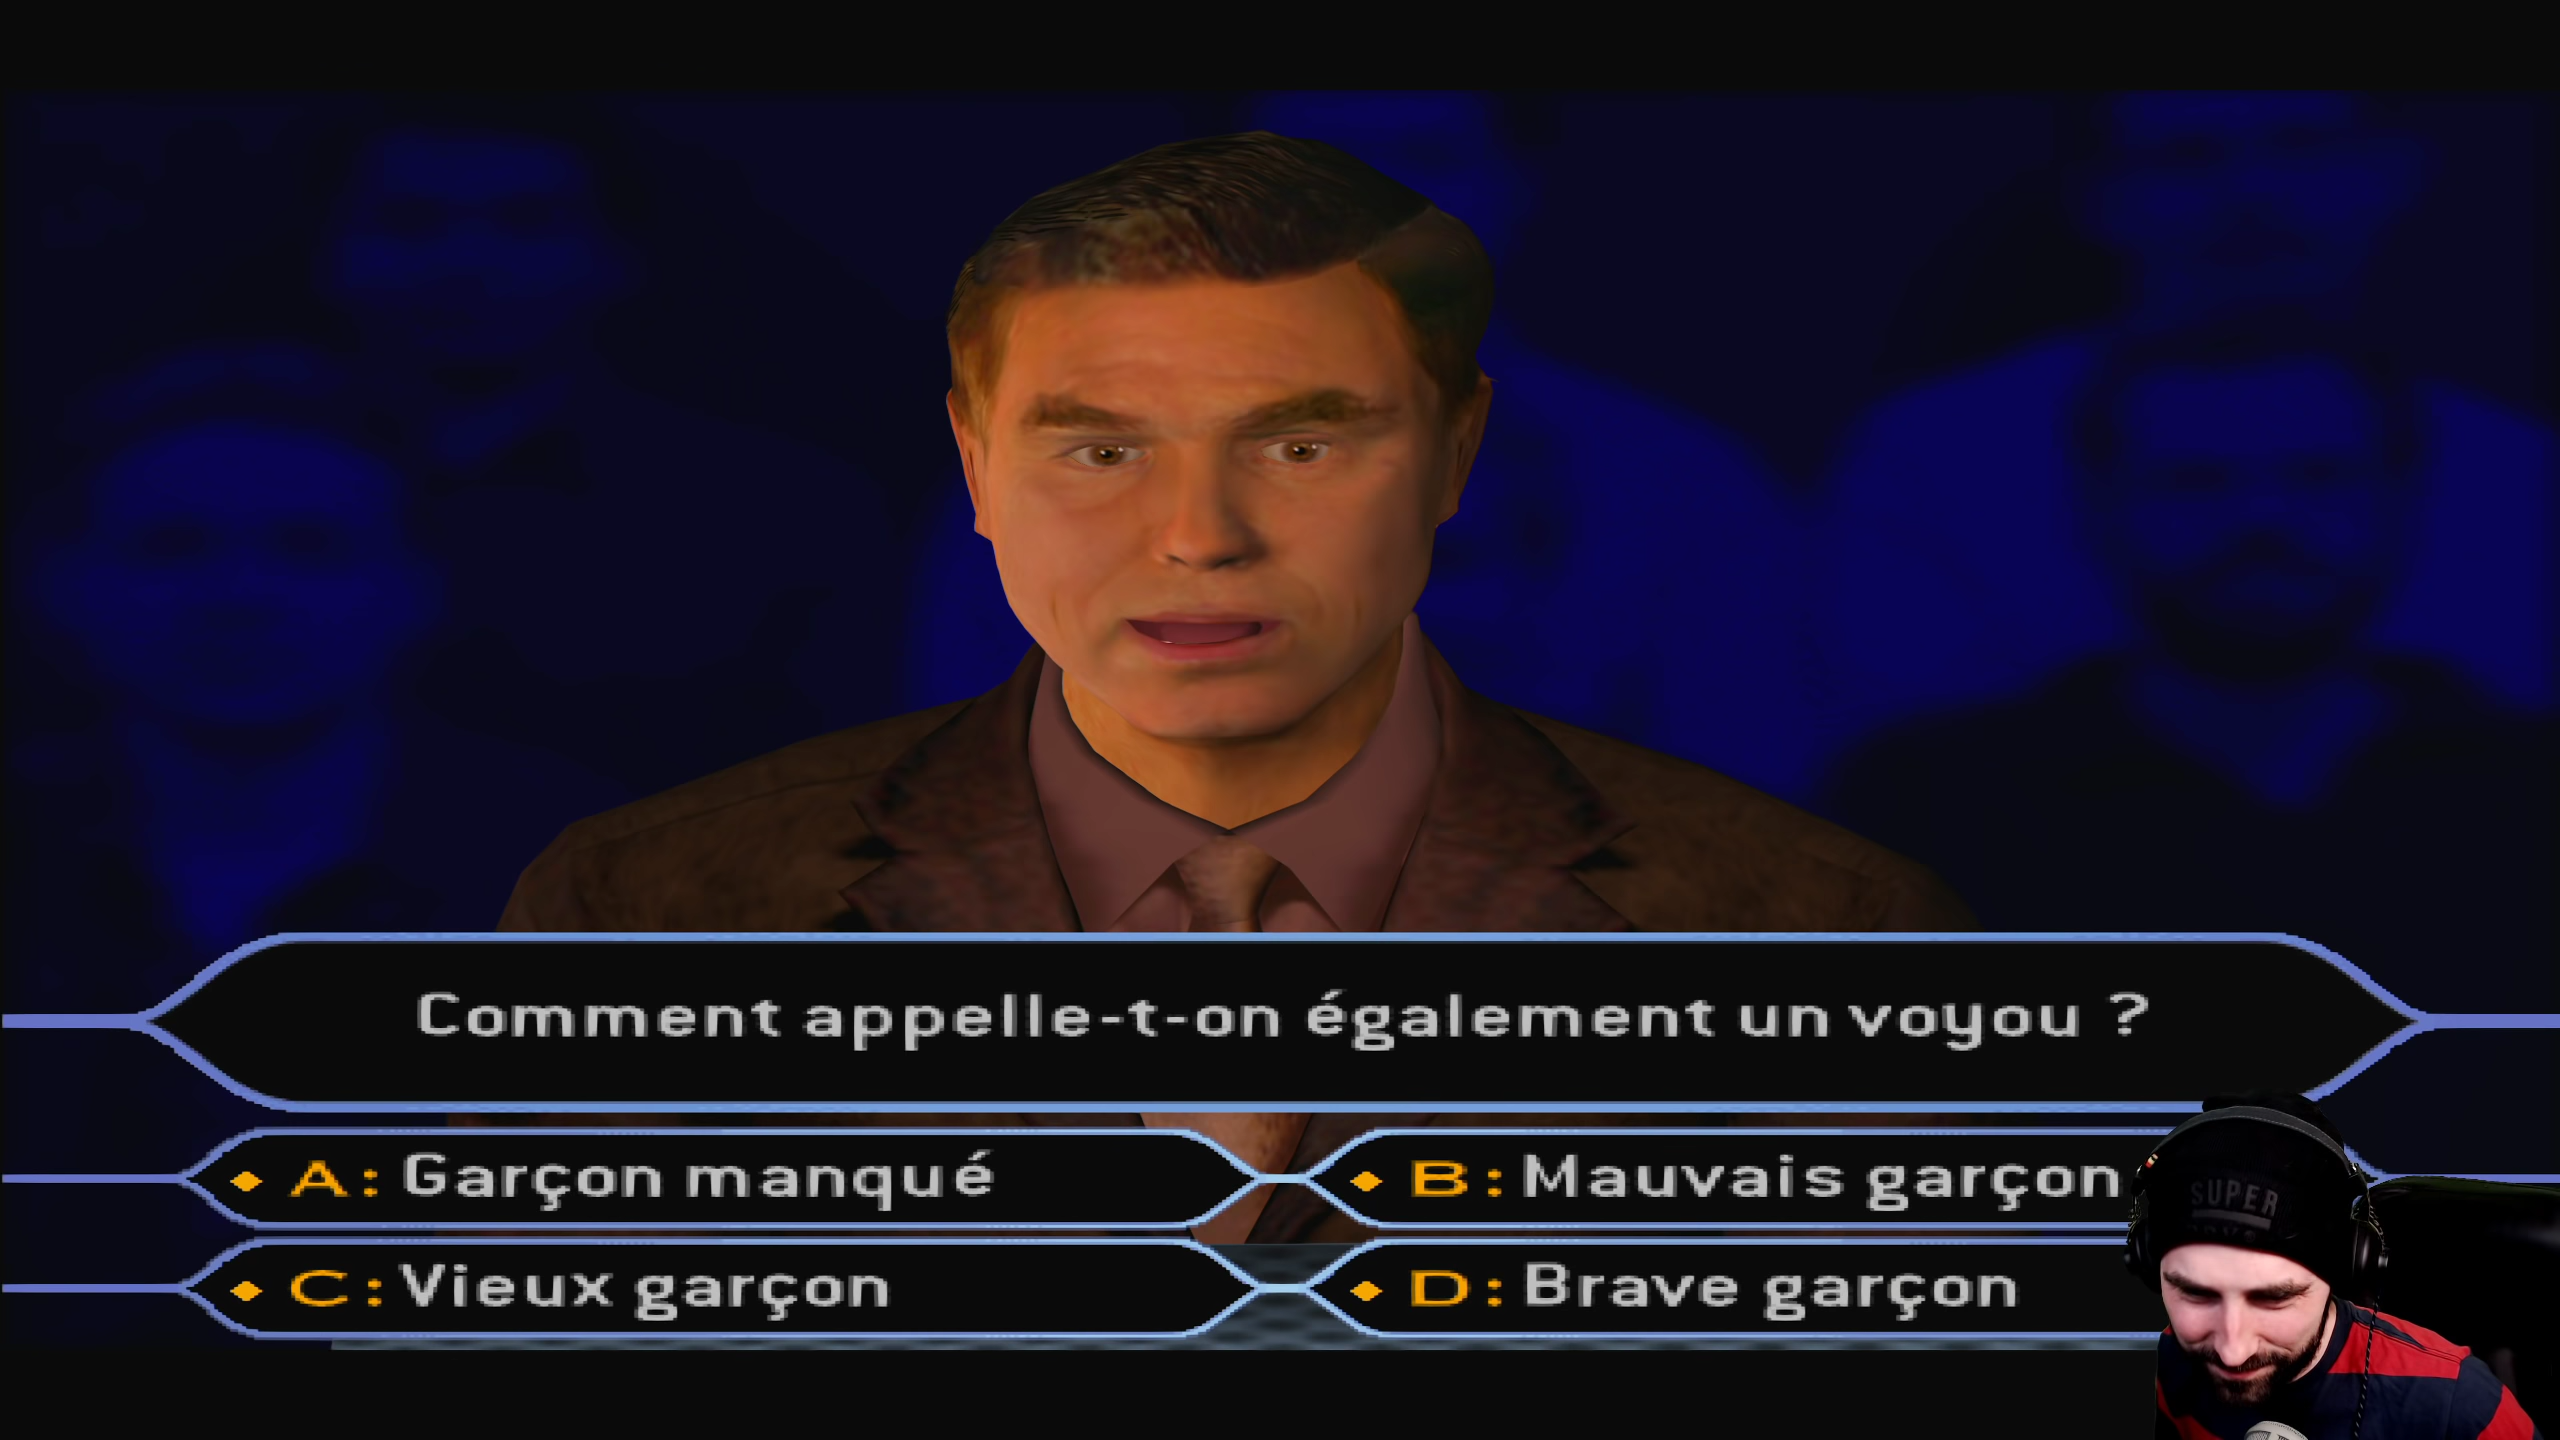 Comment appelle-t-on également un voyou ?
A: Garçon manqué
B: Mauvais garçon
C: Vieux garçon
D: Brave garçon
SUPER